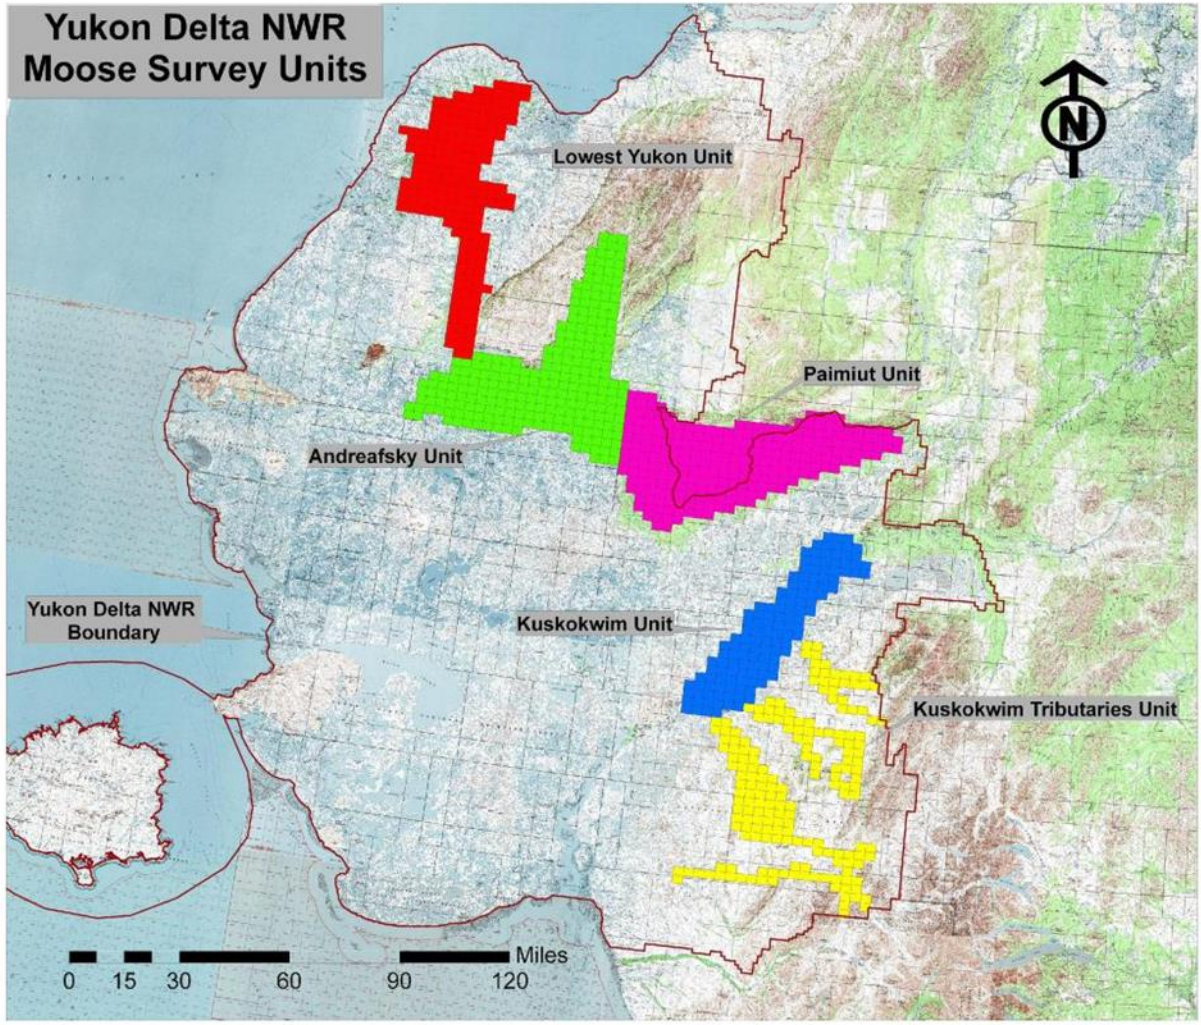 Yukon Delta NWR
Moose Survey Units
N
Lowest Yukon Unit
Paimiut Unit
Andreafsky Unit
Yukon Delta NWR
Boundary
Kuskokwim Unit
Kuskokwim Tributaries Unit
Miles
0 15 30 60 90 120